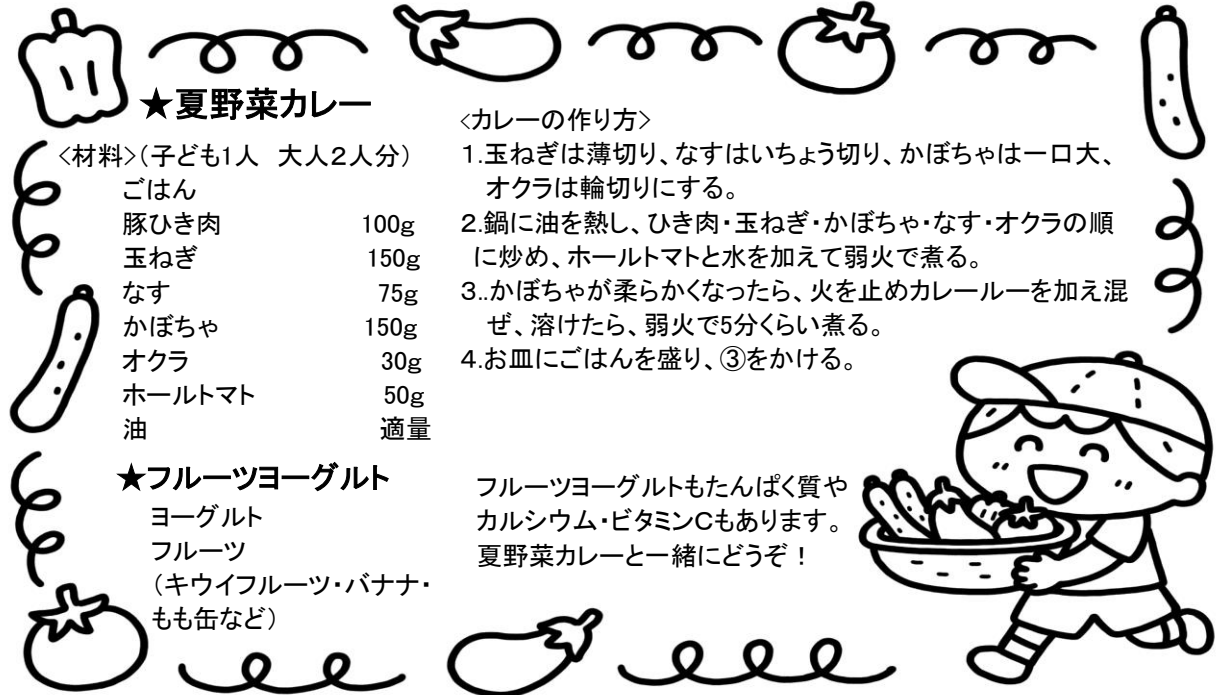 ★夏野菜カレー
<材料>(子ども1人　大人2人分)
ごはん
豚ひき肉 100g
玉ねぎ 150g
なす 75g
かぼちゃ 150g
オクラ 30g
ホールトマト 50g
油 適量
<カレーの作り方>
1.玉ねぎは薄切り、なすはいちょう切り、かぼちゃは一口大、
オクラは輪切りにする。
2.鍋に油を熱し、ひき肉・玉ねぎ・かぼちゃ・なす・オクラの順
に炒め、ホールトマトと水を加えて弱火で煮る。
3..かぼちゃが柔らかくなったら、火を止めカレールーを加え混
ぜ、溶けたら、弱火で5分くらい煮る。
4.お皿にごはんを盛り、③をかける。
★フルーツヨーグルト
ヨーグルト
フルーツ
(キウイフルーツ・バナナ・
もも缶など)
フルーツヨーグルトもたんぱく質や
カルシウム・ビタミンCもあります。
夏野菜カレーと一緒にどうぞ！